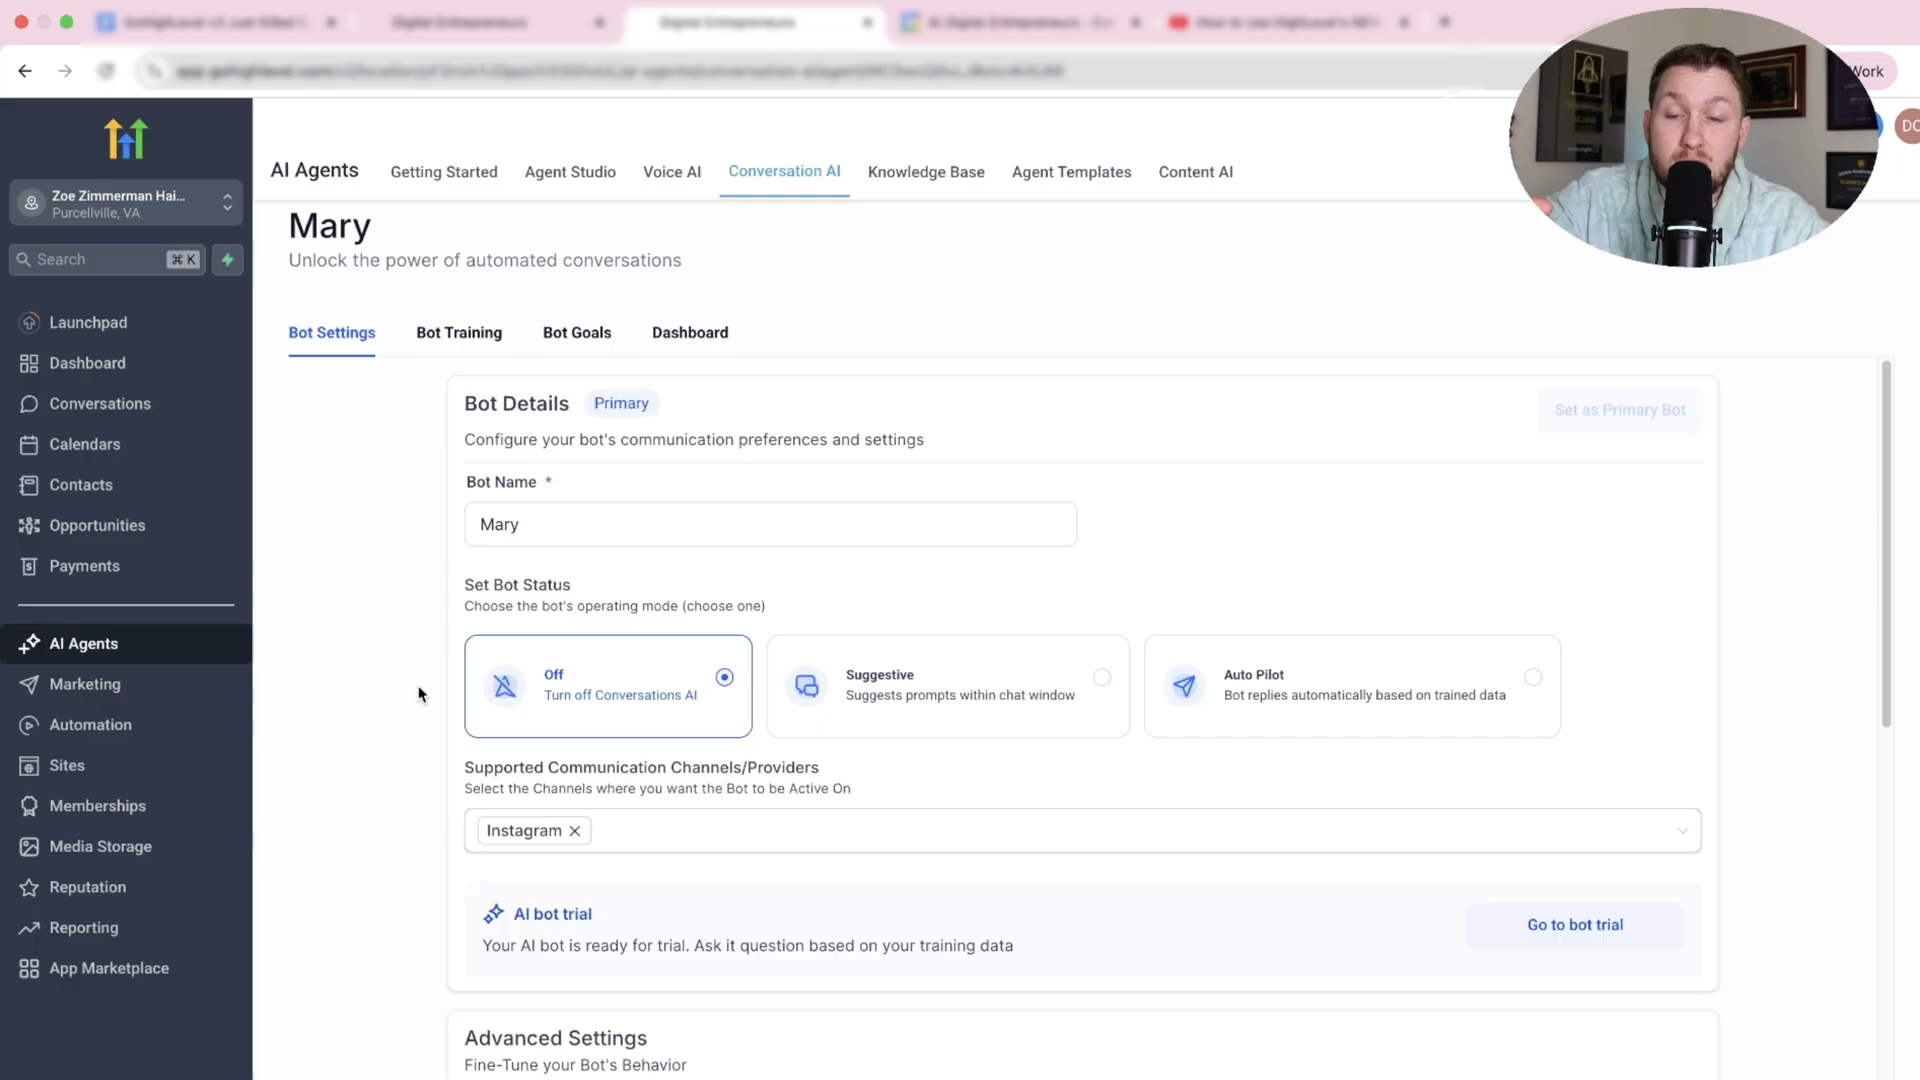 Work
DC
Zoe Zimmerman Hai...
Purcellville, VA
Search
⌘ K
Launchpad
Dashboard
Conversations
Calendars
Contacts
Opportunities
Payments
AI Agents
Marketing
Automation
Sites
Memberships
Media Storage
Reputation
Reporting
App Marketplace
AI Agents
Getting Started
Agent Studio
Voice AI
Conversation AI
Knowledge Base
Agent Templates
Content AI
Mary
Unlock the power of automated conversations
Bot Settings
Bot Training
Bot Goals
Dashboard
Bot Details
Primary
Set as Primary Bot
Configure your bot's communication preferences and settings
Bot Name *
Mary
Set Bot Status
Choose the bot's operating mode (choose one)
Off
Turn off Conversations AI
Suggestive
Suggests prompts within chat window
Auto Pilot
Bot replies automatically based on trained data
Supported Communication Channels/Providers
Select the Channels where you want the Bot to be Active On
Instagram
AI bot trial
Your AI bot is ready for trial. Ask it question based on your training data
Go to bot trial
Advanced Settings
Fine-Tune your Bot's Behavior